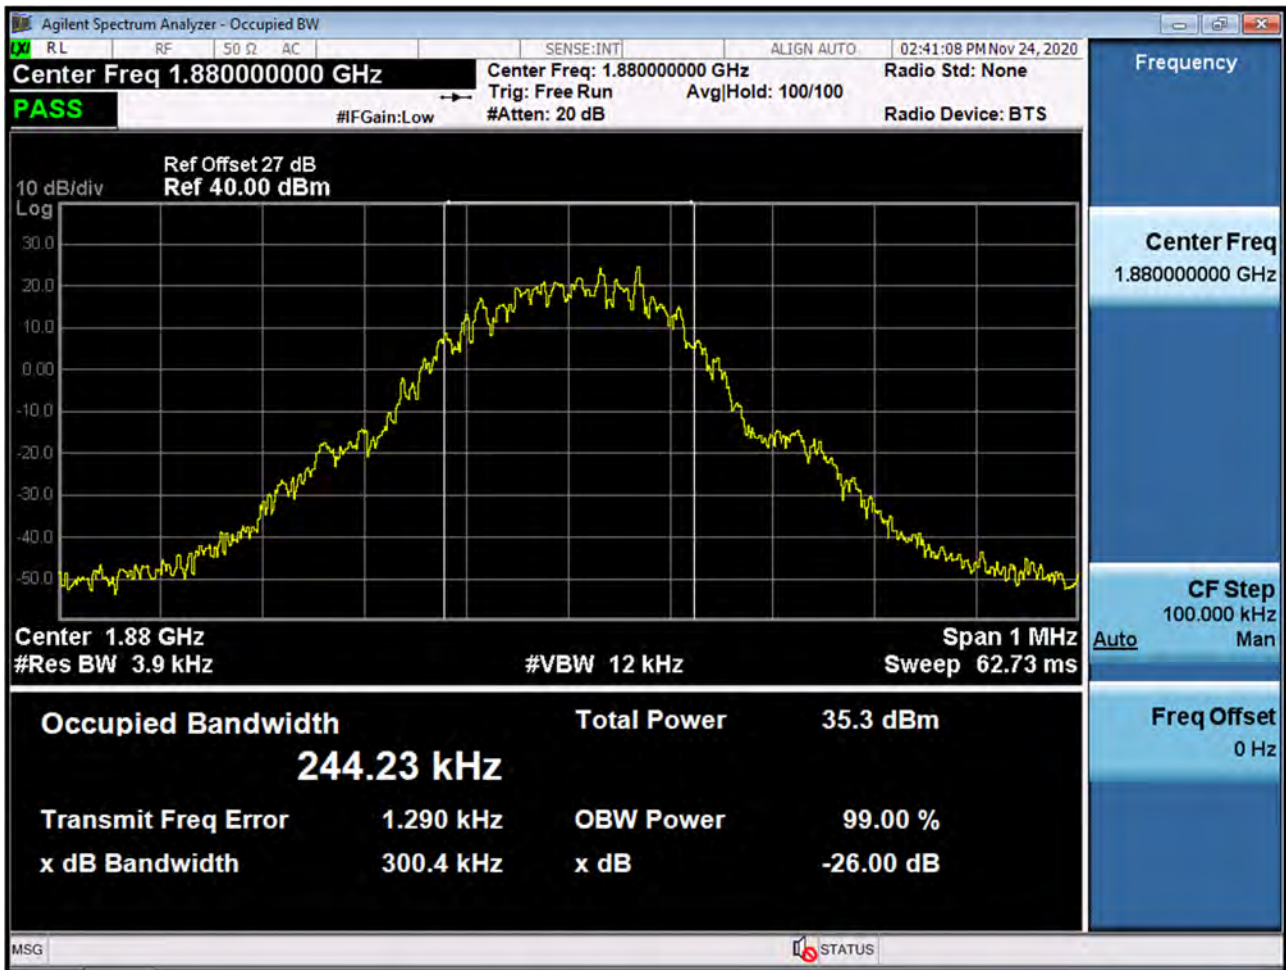 Agilent Spectrum Analyzer - Occupied BW
LXI RL RF 50 Ω AC SENSE:INT ALIGN AUTO 02:41:08 PM Nov 24, 2020
Center Freq 1.880000000 GHz
Center Freq: 1.880000000 GHz
Radio Std: None
Trig: Free Run Avg|Hold: 100/100
PASS
#IFGain:Low
#Atten: 20 dB
Radio Device: BTS
Ref Offset 27 dB
10 dB/div Ref 40.00 dBm
Log
30.0
20.0
10.0
0.00
-10.0
-20.0
-30.0
-40.0
-50.0
Center 1.88 GHz Span 1 MHz
#Res BW 3.9 kHz #VBW 12 kHz Sweep 62.73 ms
Occupied Bandwidth Total Power 35.3 dBm
244.23 kHz
Transmit Freq Error 1.290 kHz OBW Power 99.00 %
x dB Bandwidth 300.4 kHz x dB -26.00 dB
MSG STATUS
Frequency
Center Freq
1.880000000 GHz
CF Step
100.000 kHz
Auto Man
Freq Offset
0 Hz